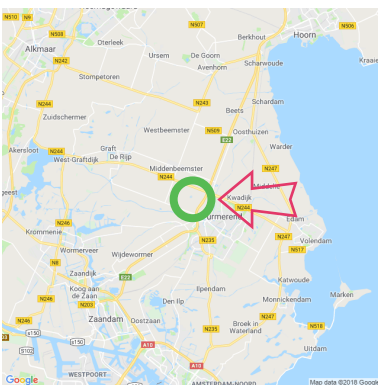 N510 N9
N507
N506
Berkhout
Hoorn
N508
Oterleek
Alkmaar
N242
Ursem
De Goorn
Avenhorn
Scharwoude
Stompetoren
N243
Schardam
N244
Beets
Zuidschermer
Westbeemster
N509
Oosthuizen
E22
Warder
Akersloot
N244
Graft
De Rijp
West-Graftdijk
Middenbeemster
N244
N247
Kwadijk
N244
N246
Edam
Krommenie
N235
N247
Volendam
N517
Wormerveer
Wijdewormer
N8
Zaandijk
E22
Katwoude
Koog aan
de Zaan
Ilpendam
Marken
N246
N203
Den Ilp
Monnickendam
Zaandam
Oostzaan
N246
N247
s150
N235
Broek in
Waterland
N518
s150
S102
A10
Uitdam
A10
WESTPOORT
Google
AMSTERDAM-NOORD
Map data ©2018 Google